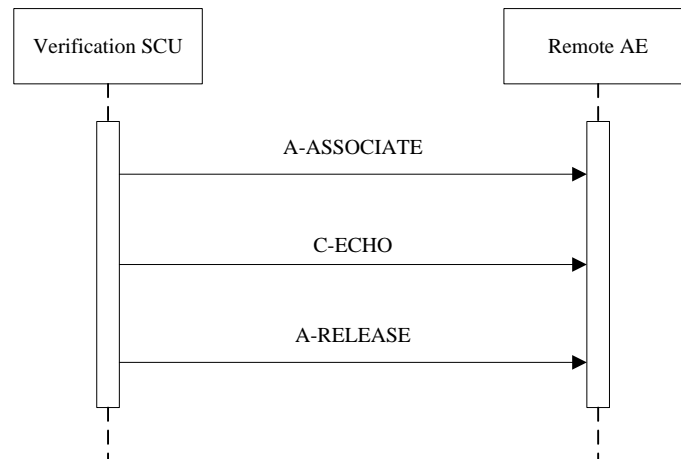 Verification SCU
Remote AE
A-ASSOCIATE
C-ECHO
A-RELEASE